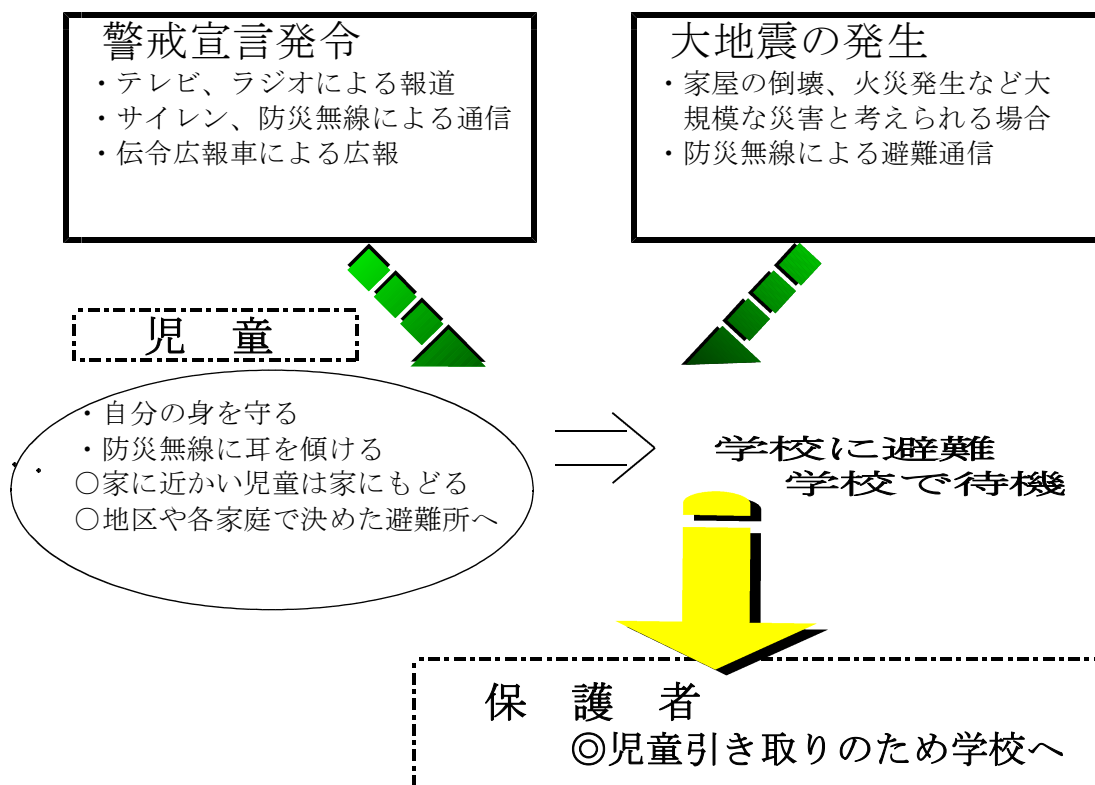 警戒宣言発令
・テレビ、ラジオによる報道
・サイレン、防災無線による通信
・伝令広報車による広報
大地震の発生
・家屋の倒壊、火災発生など大
規模な災害と考えられる場合
・防災無線による避難通信
児 童
・自分の身を守る
・防災無線に耳を傾ける
○家に近かい児童は家にもどる
○地区や各家庭で決めた避難所へ
学校に避難
学校で待機
保 護 者
◎児童引き取りのため学校へ